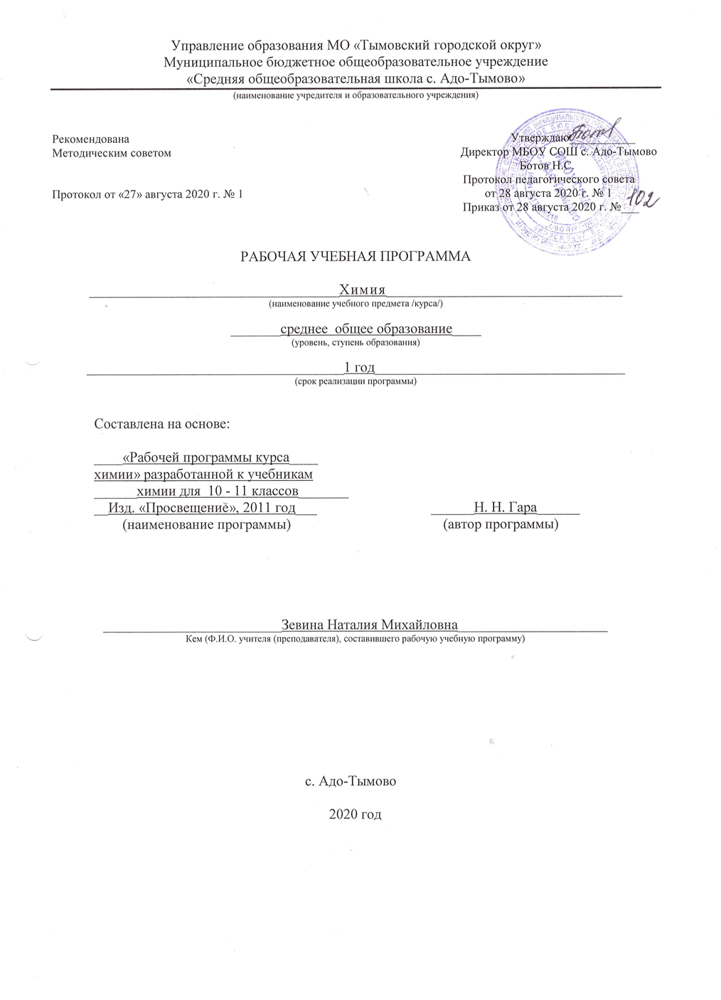 Управление образования МО «Тымовский городской округ»
Муниципальное бюджетное общеобразовательное учреждение
«Средняя общеобразовательная школа с. Адо-Тымово»
(наименование учредителя и образовательного учреждения)
Рекомендована
Методическим советом
Протокол от «27» августа 2020 г. № 1
Утверждаю
Директор МБОУ СОШ с. Адо-Тымово
Ботов Н.С.
Протокол педагогического совета
от 28 августа 2020 г. № 1
Приказ от 28 августа 2020 г. № 102
РАБОЧАЯ УЧЕБНАЯ ПРОГРАММА
Химия
(наименование учебного предмета /курса/)
среднее общее образование
(уровень, ступень образования)
1 год
(срок реализации программы)
Составлена на основе:
«Рабочей программы курса
химии» разработанной к учебникам
химии для 10 - 11 классов
Изд. «Просвещение», 2011 год
(наименование программы)
Н. Н. Гара
(автор программы)
Зевина Наталия Михайловна
Кем (Ф.И.О. учителя (преподавателя), составившего рабочую учебную программу)
с. Адо-Тымово
2020 год